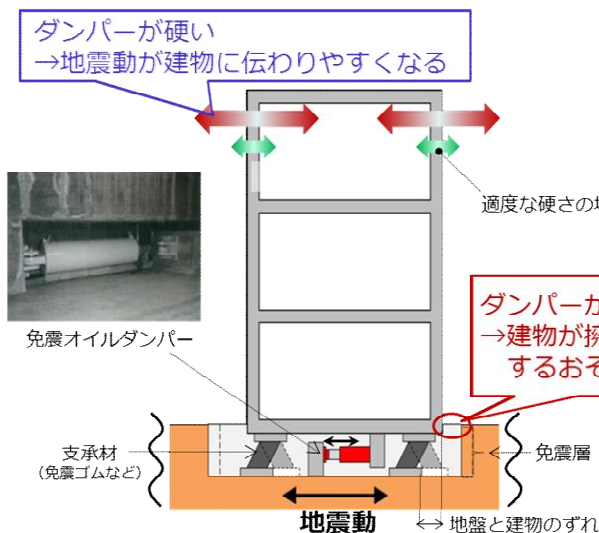 ダンパーが硬い
→地震動が建物に伝わりやすくなる
適度な硬さの
ダンパーが
→建物が擁
するおそ
免震オイルダンパー
支承材
(免震ゴムなど)
免震層
地震動
地盤と建物のずれ